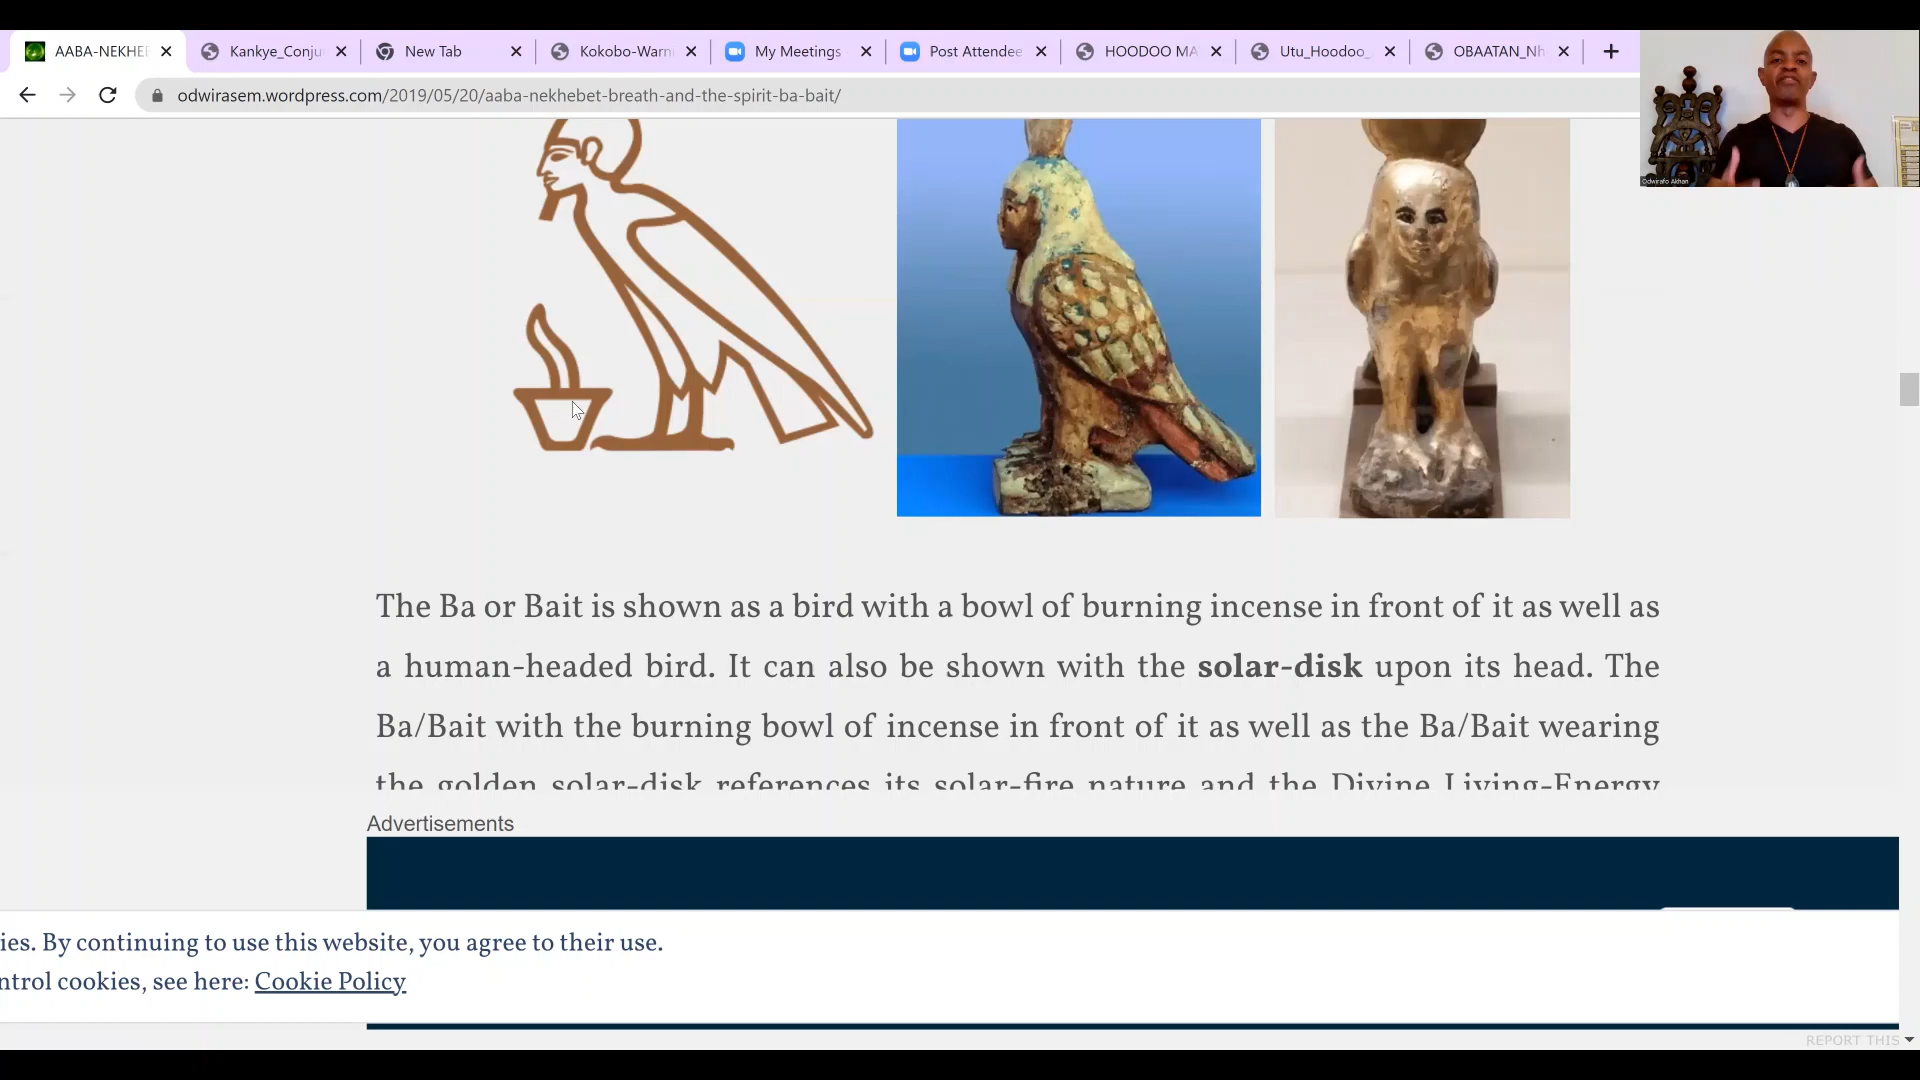 AABA-NEKHEB
Kankye_Conju
New Tab
Kokobo-Warn
My Meetings
Post Attendee
HOODOO MA
Utu_Hoodoo_
OBAATAN_Nh
odwirasem.wordpress.com/2019/05/20/aaba-nekhebet-breath-and-the-spirit-ba-bait/
Odwirafo Akhan
The Ba or Bait is shown as a bird with a bowl of burning incense in front of it as well as
a human-headed bird. It can also be shown with the solar-disk upon its head. The
Ba/Bait with the burning bowl of incense in front of it as well as the Ba/Bait wearing
the golden solar-disk references its solar-fire nature and the Divine Living-Energy
Advertisements
ies. By continuing to use this website, you agree to their use.
ntrol cookies, see here: Cookie Policy
REPORT THIS